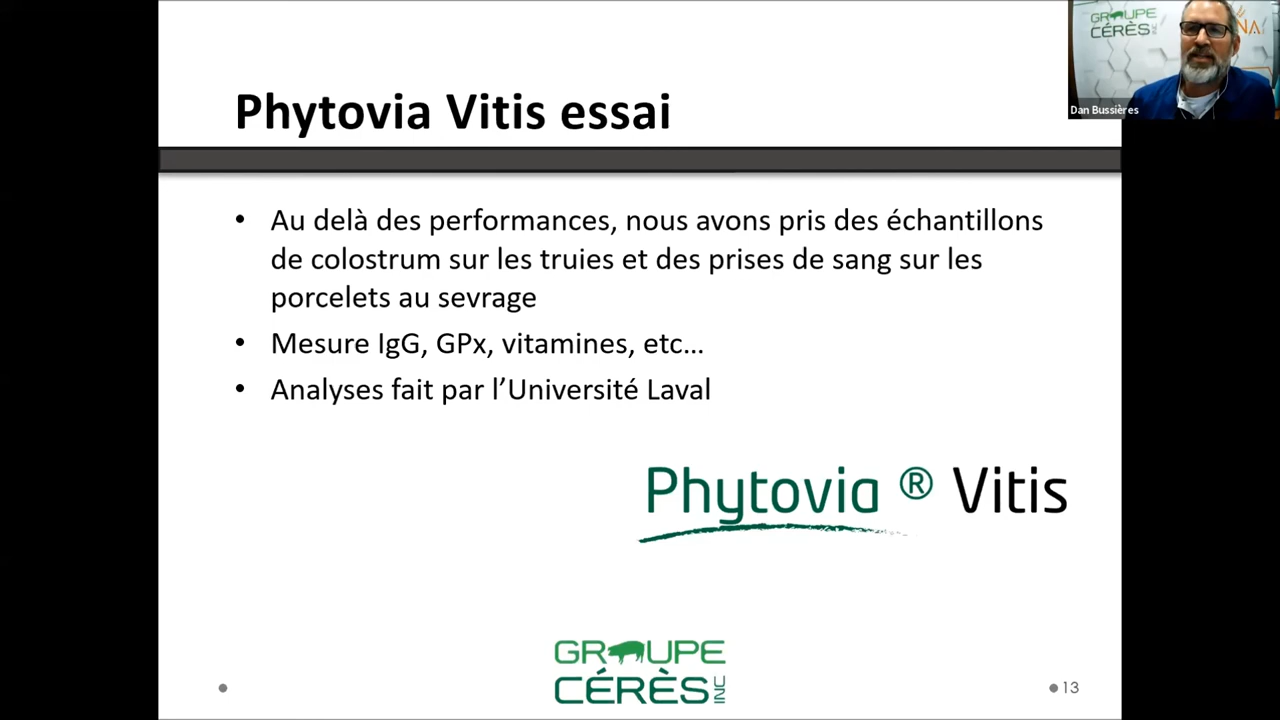 Phytovia Vitis essai
• Au delà des performances, nous avons pris des échantillons
de colostrum sur les truies et des prises de sang sur les
porcelets au sevrage
• Mesure IgG, GPx, vitamines, etc…
• Analyses fait par l’Université Laval
Phytovia ® Vitis
GROUPE
CÉRÈS INC
13
GROUPE
CÉRÈS INC
NA
Dan Bussières